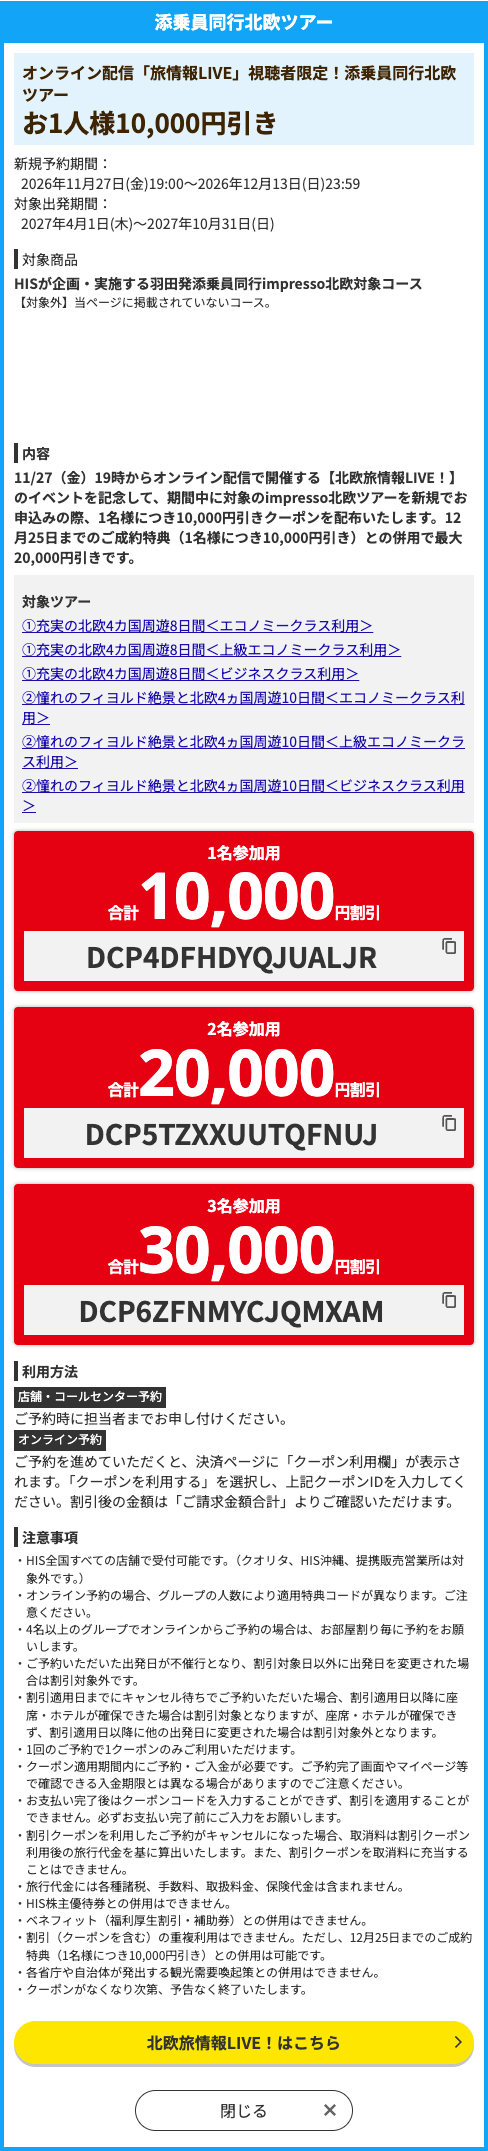 添乗員同行北欧ツアー
オンライン配信「旅情報LIVE」視聴者限定！添乗員同行北欧
ツアー
お1人様10,000円引き
新規予約期間：
2026年11月27日(金)19:00～2026年12月13日(日)23:59
対象出発期間：
2027年4月1日(木)～2027年10月31日(日)
対象商品
HISが企画・実施する羽田発添乗員同行impresso北欧対象コース
【対象外】当ページに掲載されていないコース。
内容
11/27（金）19時からオンライン配信で開催する【北欧旅情報LIVE！】
のイベントを記念して、期間中に対象のimpresso北欧ツアーを新規でお
申込みの際、1名様につき10,000円引きクーポンを配布いたします。12
月25日までのご成約特典（1名様につき10,000円引き）との併用で最大
20,000円引きです。
対象ツアー
①充実の北欧4カ国周遊8日間＜エコノミークラス利用＞
①充実の北欧4カ国周遊8日間＜上級エコノミークラス利用＞
①充実の北欧4カ国周遊8日間＜ビジネスクラス利用＞
②憧れのフィヨルド絶景と北欧4ヵ国周遊10日間＜エコノミークラス利
用＞
②憧れのフィヨルド絶景と北欧4ヵ国周遊10日間＜上級エコノミークラ
ス利用＞
②憧れのフィヨルド絶景と北欧4ヵ国周遊10日間＜ビジネスクラス利用
＞
1名参加用
合計10,000円割引
DCP4DFHDYQJUALJR
2名参加用
合計20,000円割引
DCP5TZXXUUTQFNUJ
3名参加用
合計30,000円割引
DCP6ZFNMYCJQMXAM
利用方法
店舗・コールセンター予約
ご予約時に担当者までお申し付けください。
オンライン予約
ご予約を進めていただくと、決済ページに「クーポン利用欄」が表示さ
れます。「クーポンを利用する」を選択し、上記クーポンIDを入力してく
ださい。割引後の金額は「ご請求金額合計」よりご確認いただけます。
注意事項
・HIS全国すべての店舗で受付可能です。（クオリタ、HIS沖縄、提携販売営業所は対
象外です。）
・オンライン予約の場合、グループの人数により適用特典コードが異なります。ご注
意ください。
・4名以上のグループでオンラインからご予約の場合は、お部屋割り毎に予約をお願
いします。
・ご予約いただいた出発日が不催行となり、割引対象日以外に出発日を変更された場
合は割引対象外です。
・割引適用日までにキャンセル待ちでご予約いただいた場合、割引適用日以降に座
席・ホテルが確保できた場合は割引対象となりますが、座席・ホテルが確保でき
ず、割引適用日以降に他の出発日に変更された場合は割引対象外となります。
・1回のご予約で1クーポンのみご利用いただけます。
・クーポン適用期間内にご予約・ご入金が必要です。ご予約完了画面やマイページ等
で確認できる入金期限とは異なる場合がありますのでご注意ください。
・お支払い完了後はクーポンコードを入力することができず、割引を適用することが
できません。必ずお支払い完了前にご入力をお願いします。
・割引クーポンを利用したご予約がキャンセルになった場合、取消料は割引クーポン
利用後の旅行代金を基に算出いたします。また、割引クーポンを取消料に充当する
ことはできません。
・旅行代金には各種諸税、手数料、取扱料金、保険代金は含まれません。
・HIS株主優待券との併用はできません。
・ベネフィット（福利厚生割引・補助券）との併用はできません。
・割引（クーポンを含む）の重複利用はできません。ただし、12月25日までのご成約
特典（1名様につき10,000円引き）との併用は可能です。
・各省庁や自治体が発出する観光需要喚起策との併用はできません。
・クーポンがなくなり次第、予告なく終了いたします。
北欧旅情報LIVE！はこちら
閉じる